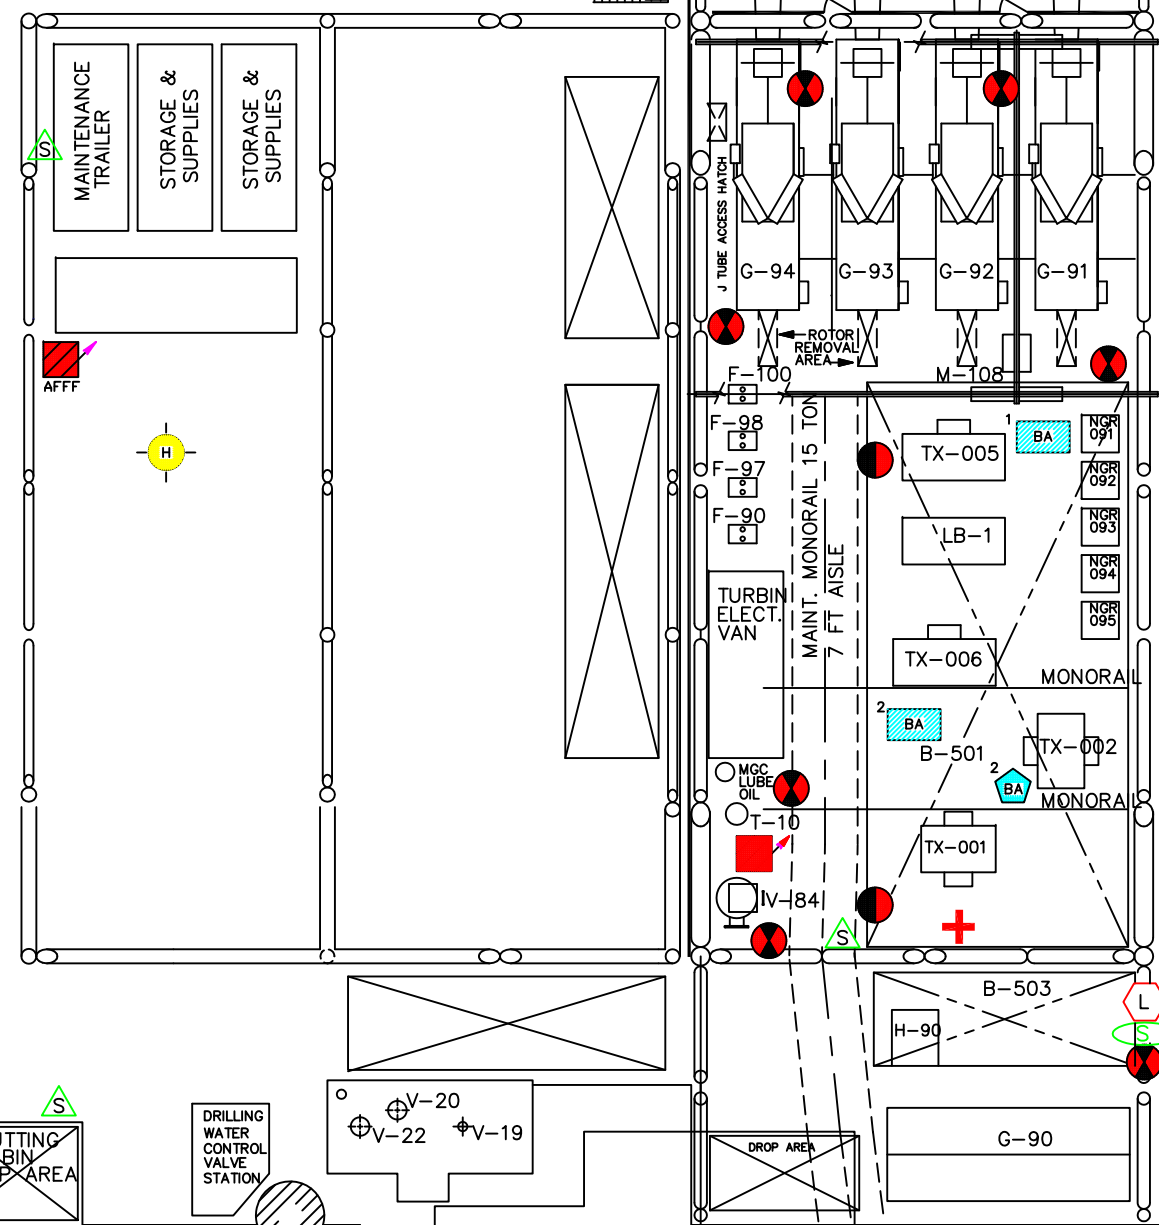 MAINTENANCE
TRAILER
STORAGE &
SUPPLIES
STORAGE &
SUPPLIES
S
AFFF
H
J TUBE ACCESS HATCH
G-94
G-93
G-92
G-91
ROTOR
REMOVAL
AREA
F-100
M-108
F-98
F-97
F-90
MAINT. MONORAIL 15 TON
7 FT AISLE
TX-005
1
BA
NGR
091
NGR
092
NGR
093
NGR
094
NGR
095
LB-1
TURBIN
ELECT.
VAN
TX-006
MONORAIL
2
BA
B-501
TX-002
2
BA
MONORAIL
MGC
LUBE
OIL
T-10
TX-001
V-84
S
B-503
H-90
L
S
S
DRILLING
WATER
CONTROL
VALVE
STATION
V-20
V-22
V-19
DROP AREA
G-90
UTTING
BIN
P AREA